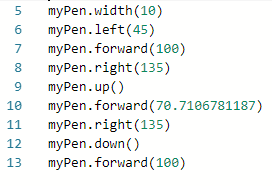 5 myPen.width(10)
6 myPen.left(45)
7 myPen.forward(100)
8 myPen.right(135)
9 myPen.up()
10 myPen.forward(70.7106781187)
11 myPen.right(135)
12 myPen.down()
13 myPen.forward(100)